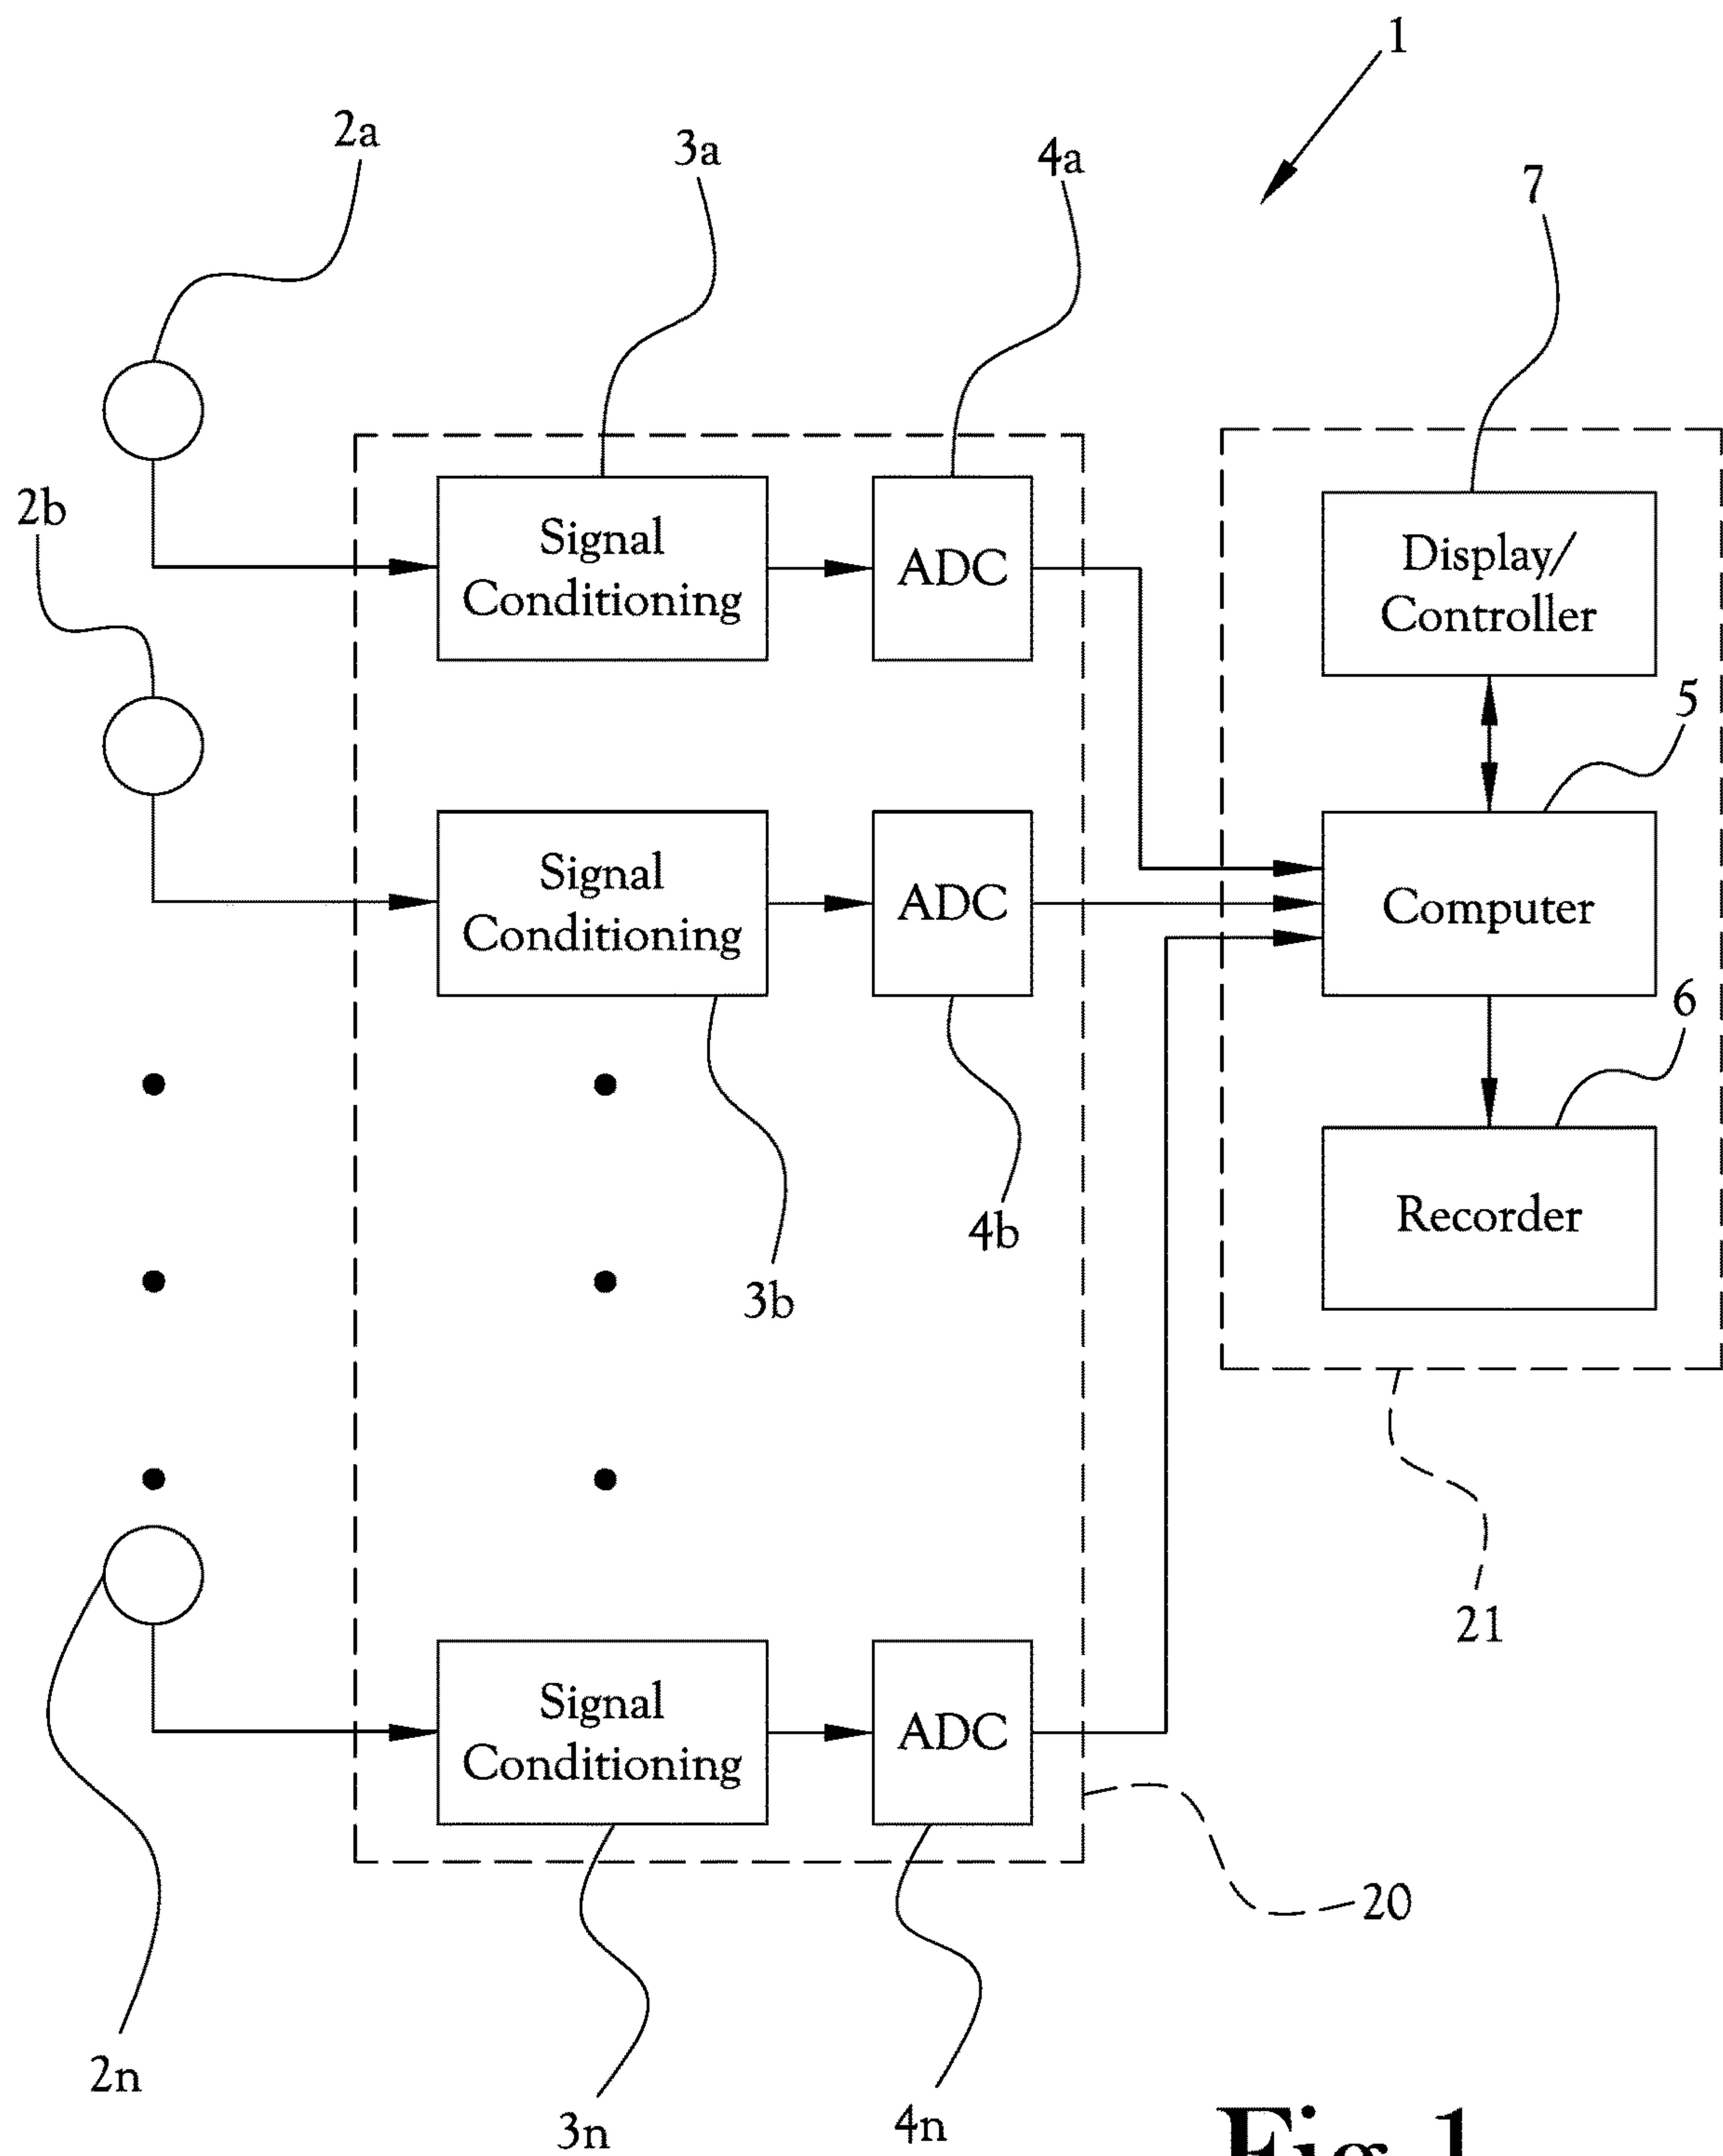 1
2a
3a
4a
7
2b
Signal
Conditioning
ADC
Display/
Controller
5
Signal
Conditioning
ADC
Computer
6
Recorder
4b
3b
21
Signal
Conditioning
ADC
20
2n
3n
4n
Fig.1